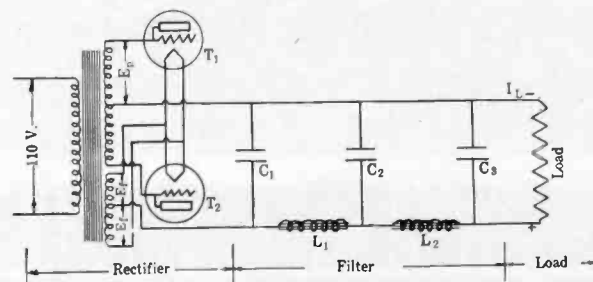 T1
Ep
IL−
110 V.
C1
C2
C3
Load
Ef
Ef
T2
L1
L2
+
Rectifier
Filter
Load